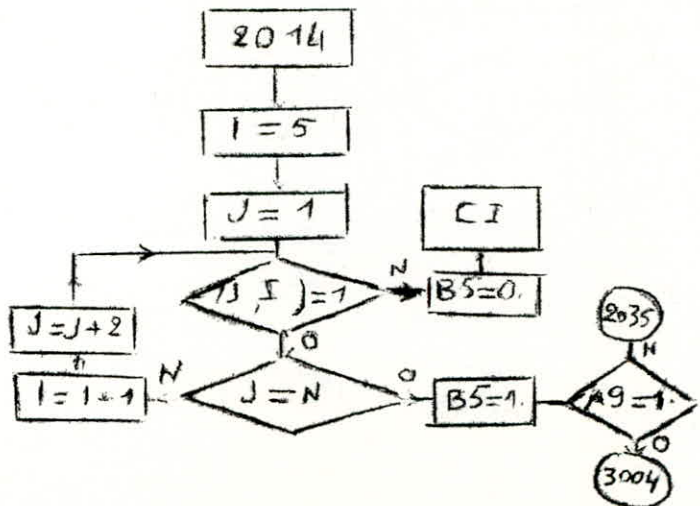 2014
I = 5
J = 1
CI
(J, I) = 1
N
B5=0.
J=J+2
O
2035
N
I = I + 1
N
J = N
O
B5=1.
A9=1.
O
3004